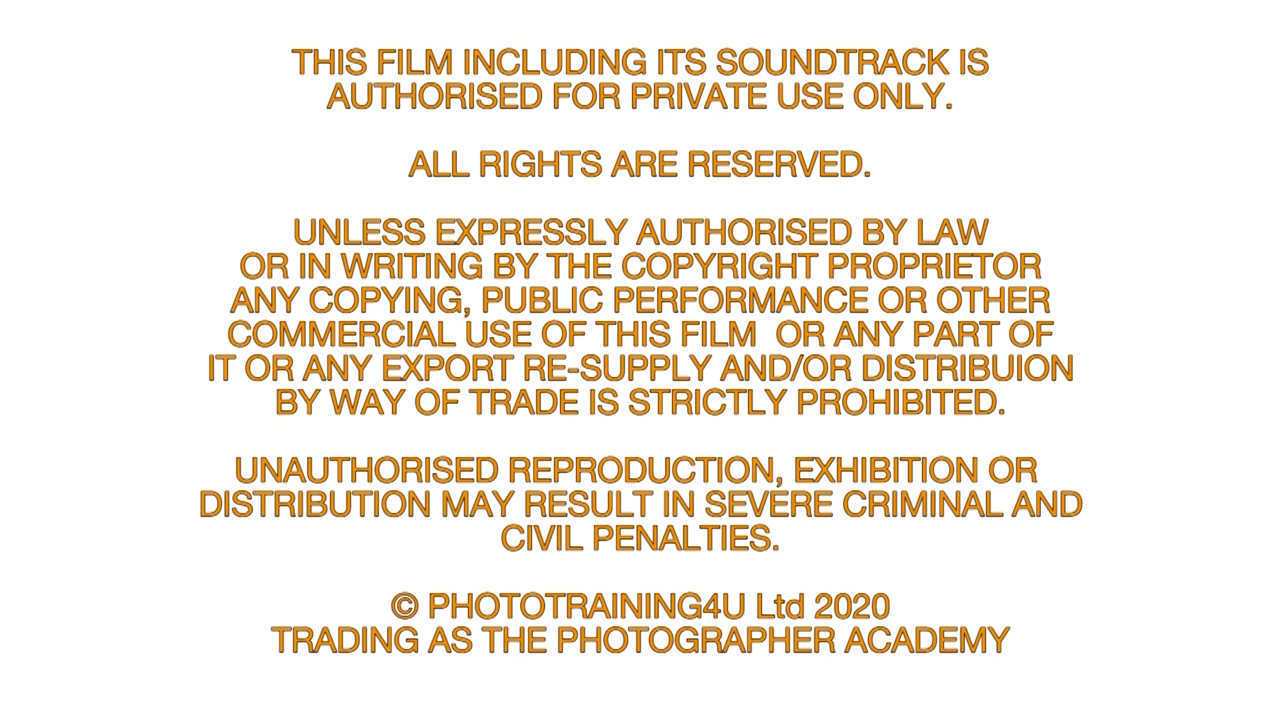 THIS FILM INCLUDING ITS SOUNDTRACK IS
AUTHORISED FOR PRIVATE USE ONLY.
ALL RIGHTS ARE RESERVED.
UNLESS EXPRESSLY AUTHORISED BY LAW
OR IN WRITING BY THE COPYRIGHT PROPRIETOR
ANY COPYING, PUBLIC PERFORMANCE OR OTHER
COMMERCIAL USE OF THIS FILM  OR ANY PART OF
IT OR ANY EXPORT RE-SUPPLY AND/OR DISTRIBUION
BY WAY OF TRADE IS STRICTLY PROHIBITED.
UNAUTHORISED REPRODUCTION, EXHIBITION OR
DISTRIBUTION MAY RESULT IN SEVERE CRIMINAL AND
CIVIL PENALTIES.
© PHOTOTRAINING4U Ltd 2020
TRADING AS THE PHOTOGRAPHER ACADEMY